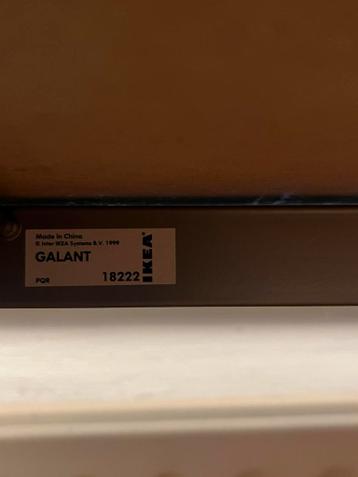 Made in China
© Inter IKEA Systems B.V. 1999
GALANT
PQR 18222
IKEA